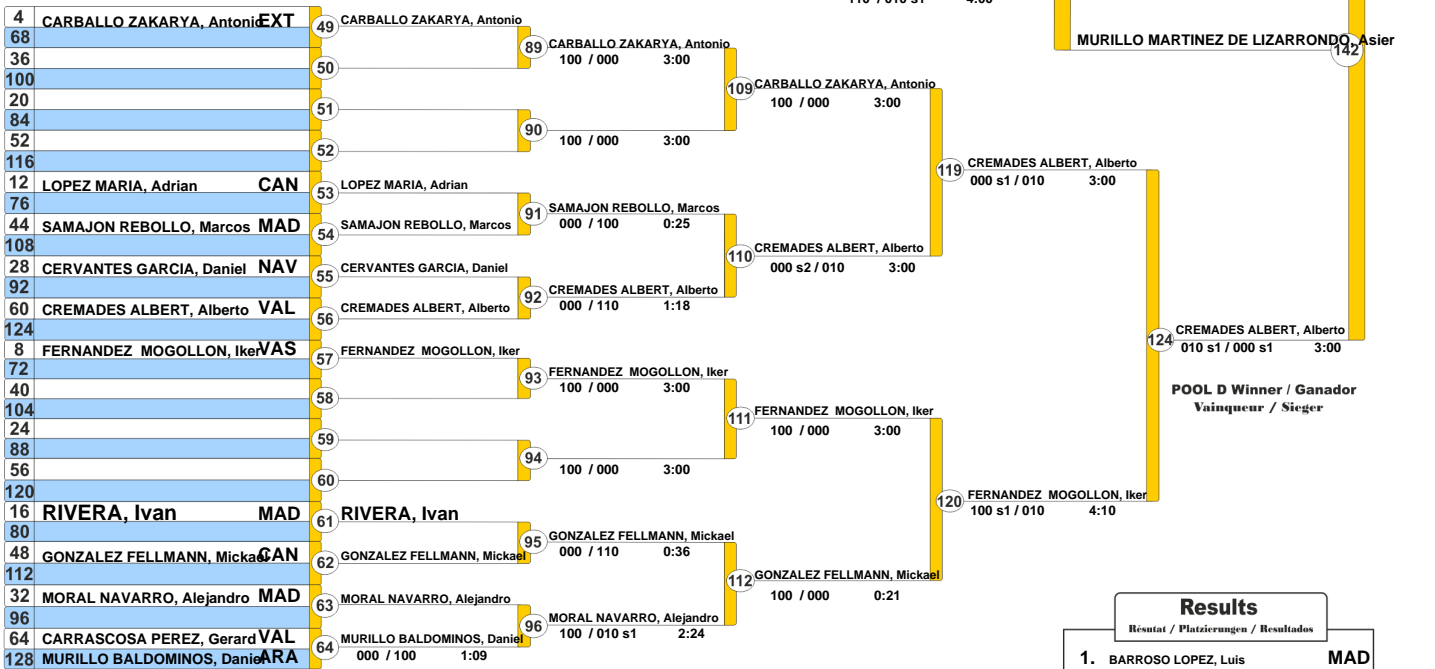 110 / 010 s1 4:00
MURILLO MARTINEZ DE LIZARRONDO, Asier
142
4 CARBALLO ZAKARYA, Antonio EXT
68
36
100
20
84
52
116
12 LOPEZ MARIA, Adrian CAN
76
44 SAMAJON REBOLLO, Marcos MAD
108
28 CERVANTES GARCIA, Daniel NAV
92
60 CREMADES ALBERT, Alberto VAL
124
8 FERNANDEZ MOGOLLON, Iker VAS
72
40
104
24
88
56
120
16 RIVERA, Ivan MAD
80
48 GONZALEZ FELLMANN, Mickael CAN
112
32 MORAL NAVARRO, Alejandro MAD
96
64 CARRASCOSA PEREZ, Gerard VAL
128 MURILLO BALDOMINOS, Daniel ARA
49 CARBALLO ZAKARYA, Antonio
50
51
52
53 LOPEZ MARIA, Adrian
54 SAMAJON REBOLLO, Marcos
55 CERVANTES GARCIA, Daniel
56 CREMADES ALBERT, Alberto
57 FERNANDEZ MOGOLLON, Iker
58
59
60
61 RIVERA, Ivan
62 GONZALEZ FELLMANN, Mickael
63 MORAL NAVARRO, Alejandro
64 MURILLO BALDOMINOS, Daniel
000 / 100 1:09
89 CARBALLO ZAKARYA, Antonio
100 / 000 3:00
90
100 / 000 3:00
91 SAMAJON REBOLLO, Marcos
000 / 100 0:25
92 CREMADES ALBERT, Alberto
000 / 110 1:18
93 FERNANDEZ MOGOLLON, Iker
100 / 000 3:00
94
100 / 000 3:00
95 GONZALEZ FELLMANN, Mickael
000 / 110 0:36
96 MORAL NAVARRO, Alejandro
100 / 010 s1 2:24
109 CARBALLO ZAKARYA, Antonio
100 / 000 3:00
110 CREMADES ALBERT, Alberto
000 s2 / 010 3:00
111 FERNANDEZ MOGOLLON, Iker
100 / 000 3:00
112 GONZALEZ FELLMANN, Mickael
100 / 000 0:21
119 CREMADES ALBERT, Alberto
000 s1 / 010 3:00
120 FERNANDEZ MOGOLLON, Iker
100 s1 / 010 4:10
124 CREMADES ALBERT, Alberto
010 s1 / 000 s1 3:00
POOL D Winner / Ganador
Vainqueur / Sieger
Results
Résutat / Platzierungen / Resultados
1. BARROSO LOPEZ, Luis MAD